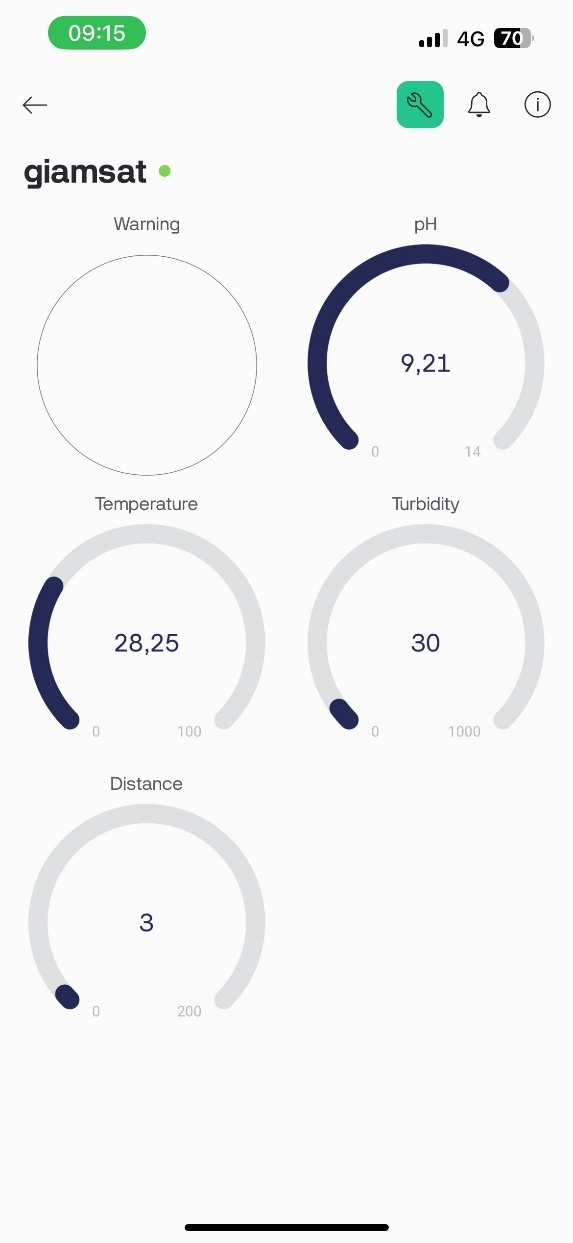 09:15
4G 70
giamsat
Warning
pH
9,21
0 14
Temperature
Turbidity
28,25
30
0 100
0 1000
Distance
3
0 200